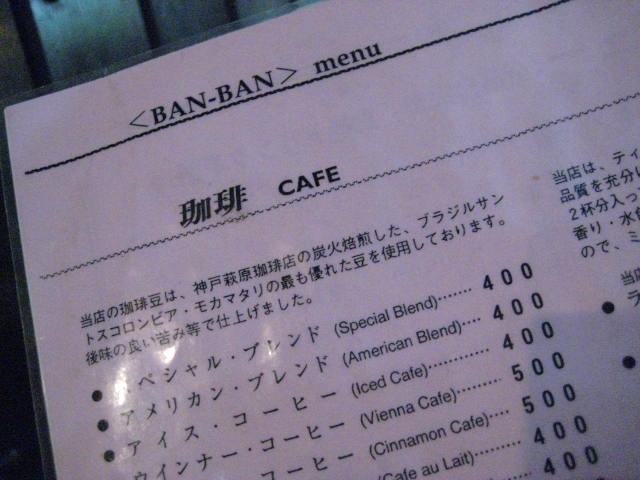 <BAN-BAN> menu
珈琲 CAFE
当店の珈琲豆は、神戸萩原珈琲店の炭火焙煎した、ブラジルサン
トスコロンビア・モカマタリの最も優れた豆を使用しております。
後味の良い苦み等で仕上げました。
● スペシャル・ブレンド (Special Blend)······· 400
● アメリカン・ブレンド (American Blend)···· 400
● アイス・コーヒー (Iced Cafe)············ 400
ウインナー・コーヒー (Vienna Cafe)········· 500
コーヒー (Cinnamon Cafe)······ 500
(Cafe au Lait)········ 400
400
当店は、ティ
品質を充分
2杯分入っ
香り・水
ので、ミ
当店